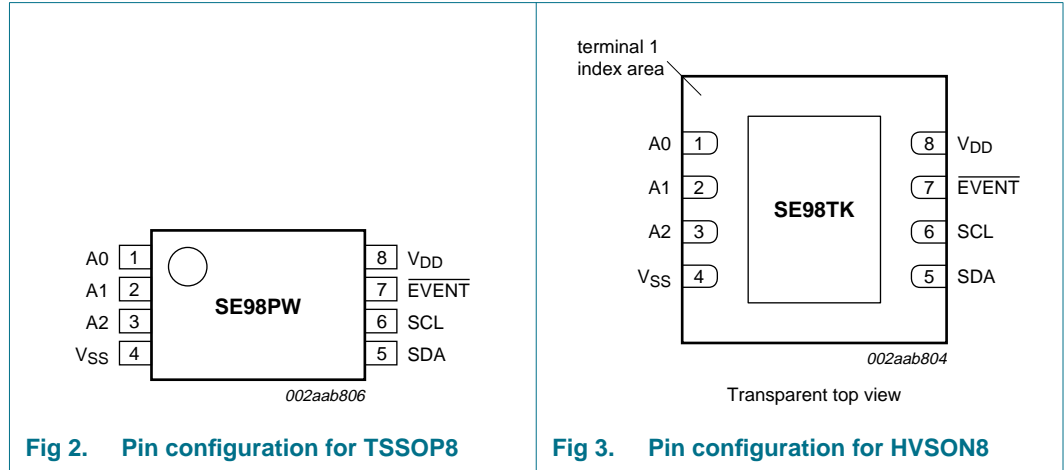 A0 1
A1 2
A2 3
VSS 4
SE98PW
8 VDD
7 EVENT
6 SCL
5 SDA
002aab806
Fig 2. Pin configuration for TSSOP8
terminal 1
index area
A0 1
A1 2
A2 3
VSS 4
SE98TK
8 VDD
7 EVENT
6 SCL
5 SDA
002aab804
Transparent top view
Fig 3. Pin configuration for HVSON8